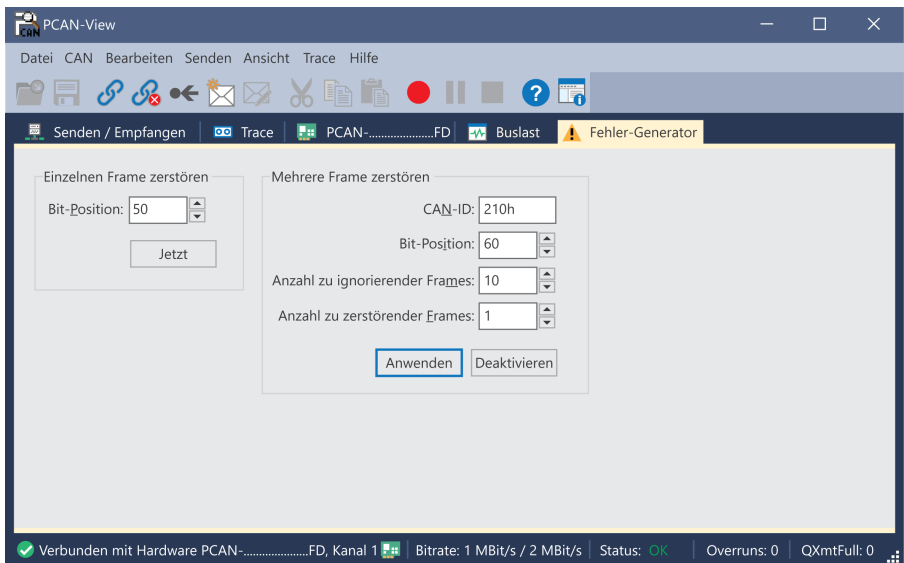 PCAN-View
Datei CAN Bearbeiten Senden Ansicht Trace Hilfe
Senden / Empfangen Trace PCAN-.....................FD Buslast Fehler-Generator
Einzelnen Frame zerstören
Bit-Position: 50
Jetzt
Mehrere Frame zerstören
CAN-ID: 210h
Bit-Position: 60
Anzahl zu ignorierender Frames: 10
Anzahl zu zerstörender Frames: 1
Anwenden Deaktivieren
Verbunden mit Hardware PCAN-.....................FD, Kanal 1 Bitrate: 1 MBit/s / 2 MBit/s Status: OK Overruns: 0 QXmtFull: 0